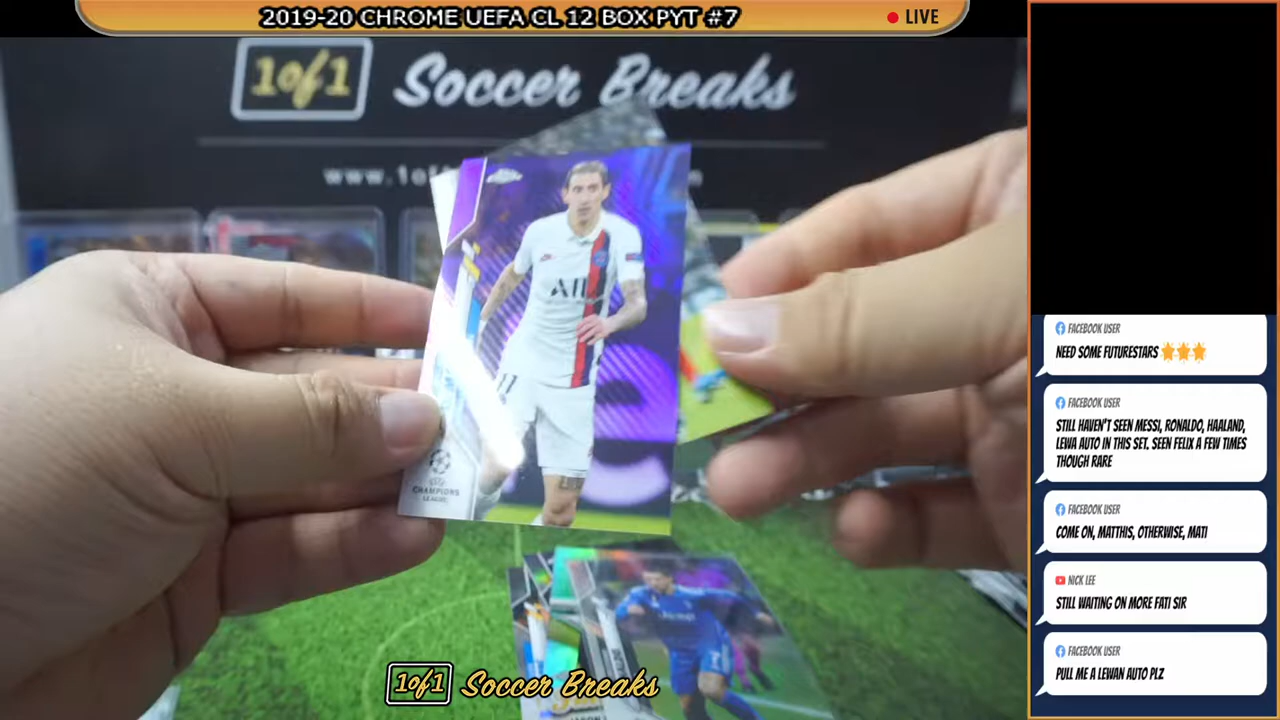 2019-20 CHROME UEFA CL 12 BOX PYT #7
LIVE
1of1 Soccer Breaks
CHAMPIONS
LEAGUE
11
7
1of1 Soccer Breaks
FACEBOOK USER
NEED SOME FUTURESTARS ⭐⭐⭐
FACEBOOK USER
STILL HAVEN'T SEEN MESSI, RONALDO, HAALAND,
LEWA AUTO IN THIS SET. SEEN FELIX A FEW TIMES
THOUGH RARE
FACEBOOK USER
COME ON, MATTHIS, OTHERWISE, MATI
NICK LEE
STILL WAITING ON MORE FATI SIR
FACEBOOK USER
PULL ME A LEWAN AUTO PLZ